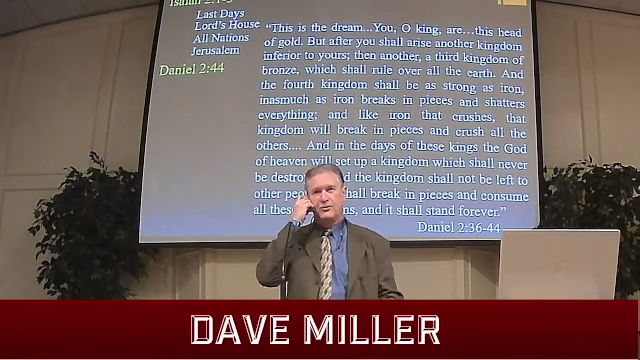 Isaiah 2:1-5
Last Days
Lord's House
All Nations
Jerusalem
Daniel 2:44
"This is the dream...You, O king, are...this head
of gold. But after you shall arise another kingdom
inferior to yours; then another, a third kingdom of
bronze, which shall rule over all the earth. And
the fourth kingdom shall be as strong as iron,
inasmuch as iron breaks in pieces and shatters
everything; and like iron that crushes, that
kingdom will break in pieces and crush all the
others.... And in the days of these kings the God
of heaven will set up a kingdom which shall never
be destro d the kingdom shall not be left to
other peo hall break in pieces and consume
all these ns, and it shall stand forever."
Daniel 2:36-44
DAVE MILLER